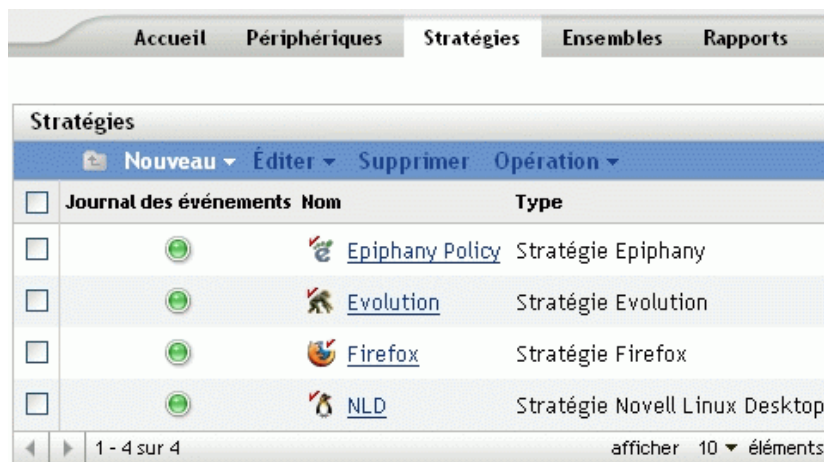 Accueil Périphériques Stratégies Ensembles Rapports
Stratégies
Nouveau Éditer Supprimer Opération
Journal des événements Nom Type
Epiphany Policy Stratégie Epiphany
Evolution Stratégie Evolution
Firefox Stratégie Firefox
NLD Stratégie Novell Linux Desktop
1 - 4 sur 4 afficher 10 éléments